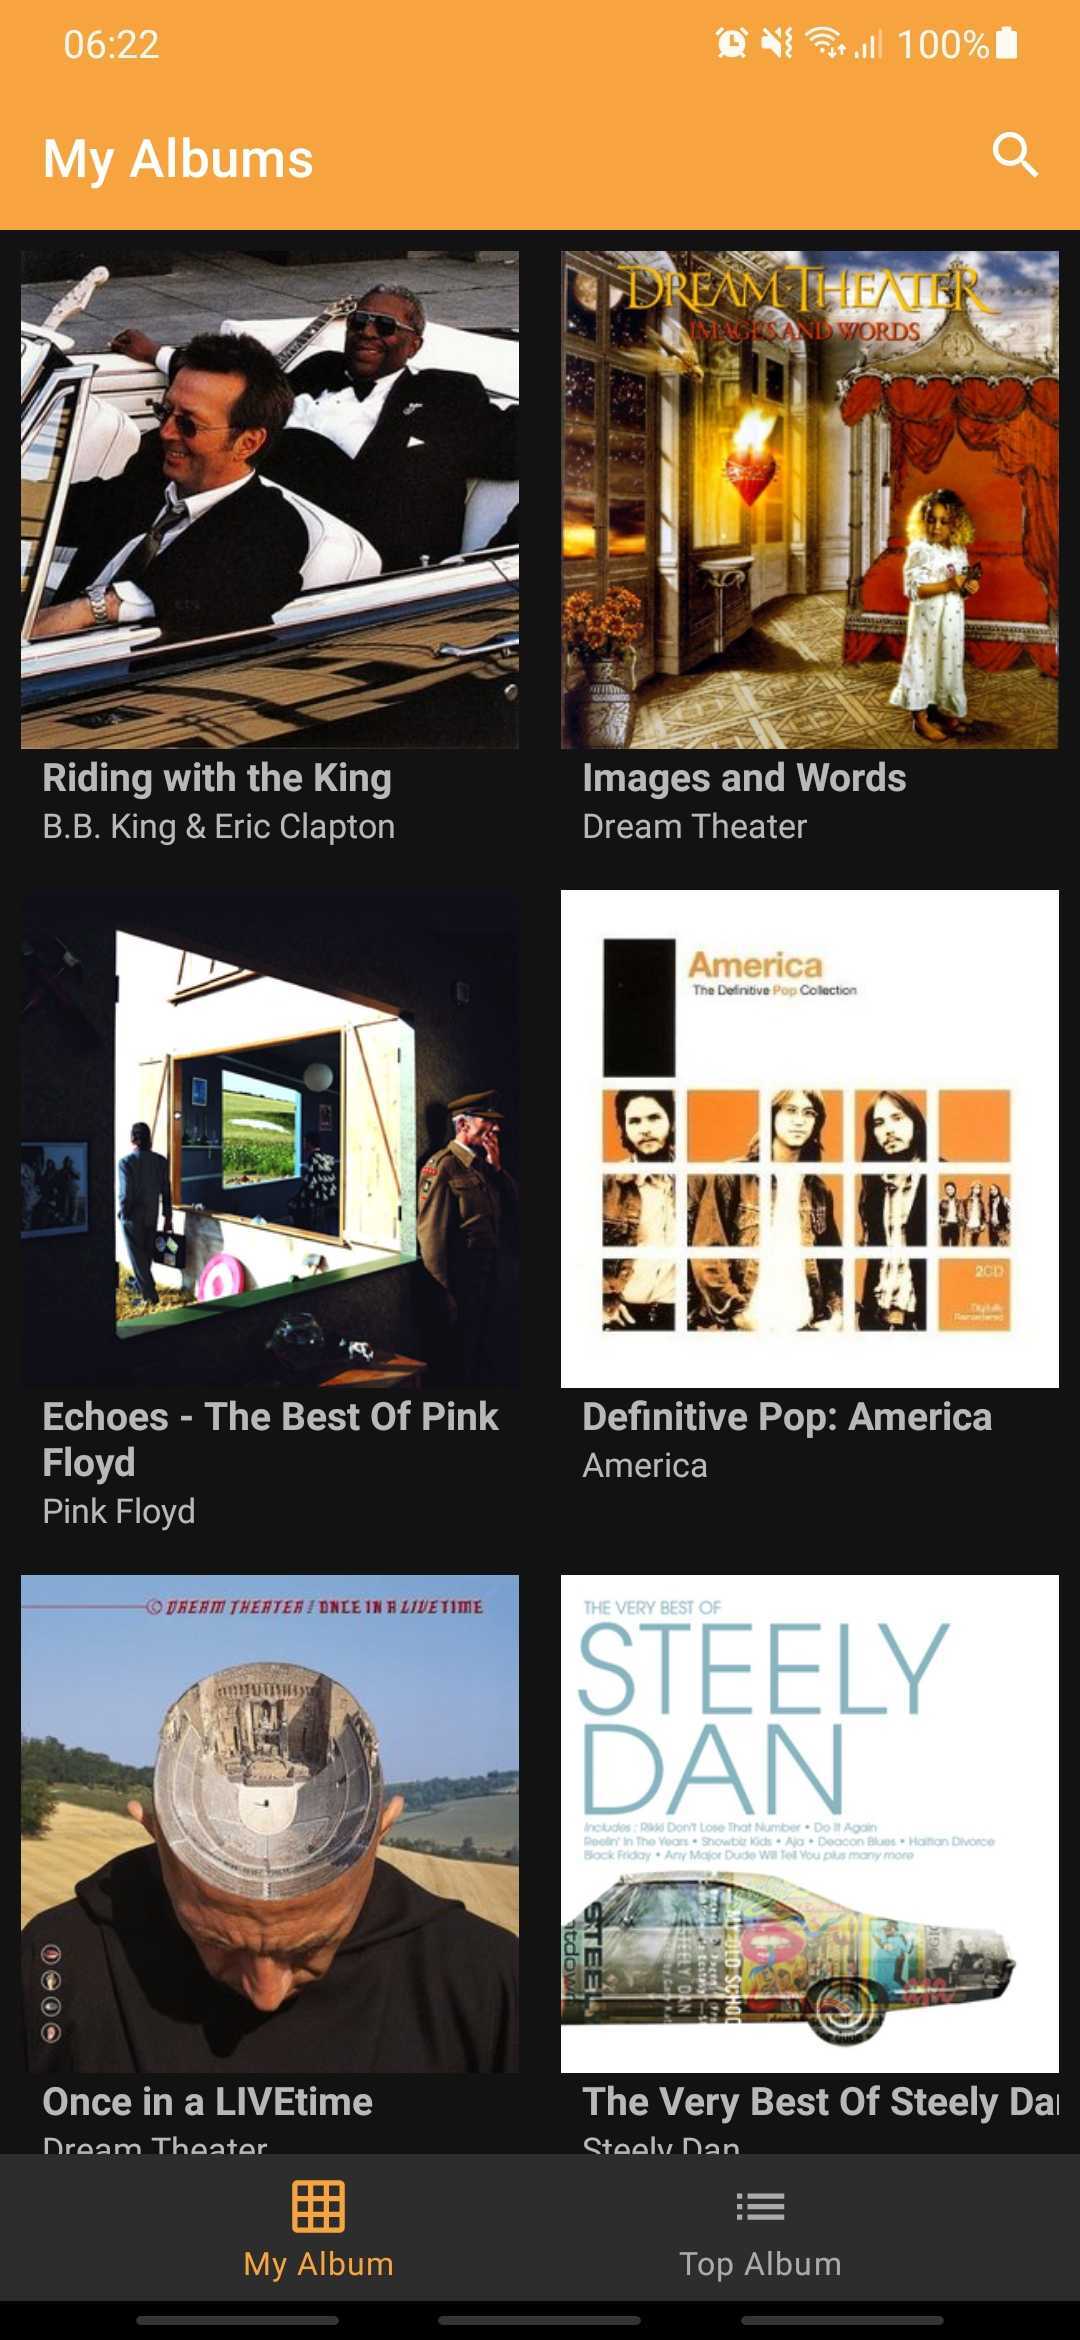 06:22
100%
My Albums
DREAM THEATER
IMAGES AND WORDS
Riding with the King
B.B. King & Eric Clapton
Images and Words
Dream Theater
America
The Definitive Pop Collection
2CD
Digitally
Remastered
Echoes - The Best Of Pink
Floyd
Pink Floyd
Definitive Pop: America
America
DREAM THEATER / ONCE IN A LIVETIME
THE VERY BEST OF
STEELY
DAN
Includes : Rikki Don't Lose That Number • Do It Again
Reelin' In The Years • Showbiz Kids • Aja • Deacon Blues • Haitian Divorce
Black Friday • Any Major Dude Will Tell You plus many more
STEEL
Once in a LIVEtime
Dream Theater
The Very Best Of Steely Da
Steely Dan
My Album
Top Album